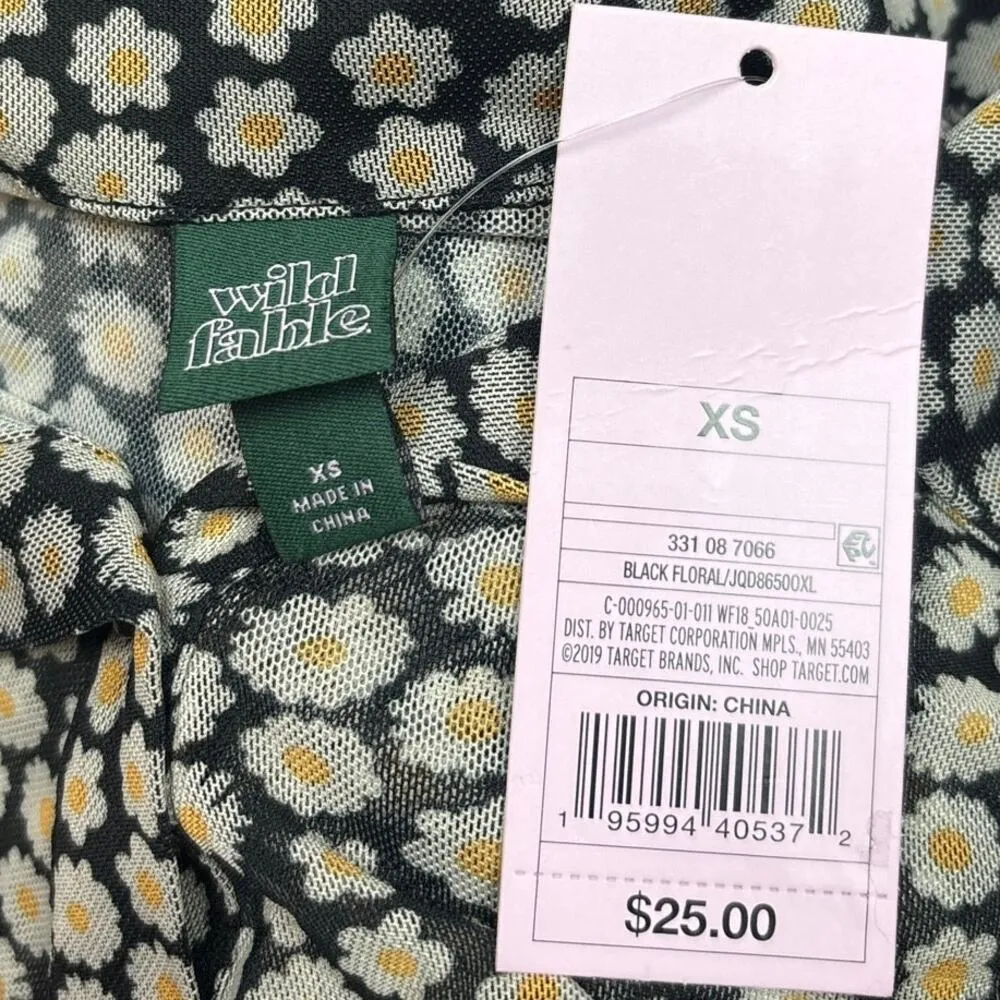 wild
fable.
XS
MADE IN
CHINA
XS
331 08 7066
BLACK FLORAL/JQD86500XL
C-000965-01-011 WF18_50A01-0025
DIST. BY TARGET CORPORATION MPLS., MN 55403
©2019 TARGET BRANDS, INC. SHOP TARGET.COM
ORIGIN: CHINA
1 95994 40537 2
$25.00